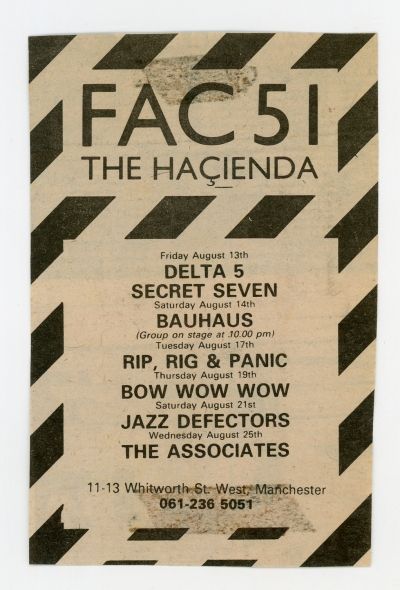 FAC 51
THE HAÇIENDA
Friday August 13th
DELTA 5
SECRET SEVEN
Saturday August 14th
BAUHAUS
(Group on stage at 10.00 pm)
Tuesday August 17th
RIP, RIG & PANIC
Thursday August 19th
BOW WOW WOW
Saturday August 21st
JAZZ DEFECTORS
Wednesday August 25th
THE ASSOCIATES
11-13 Whitworth St. West, Manchester
061-236 5051